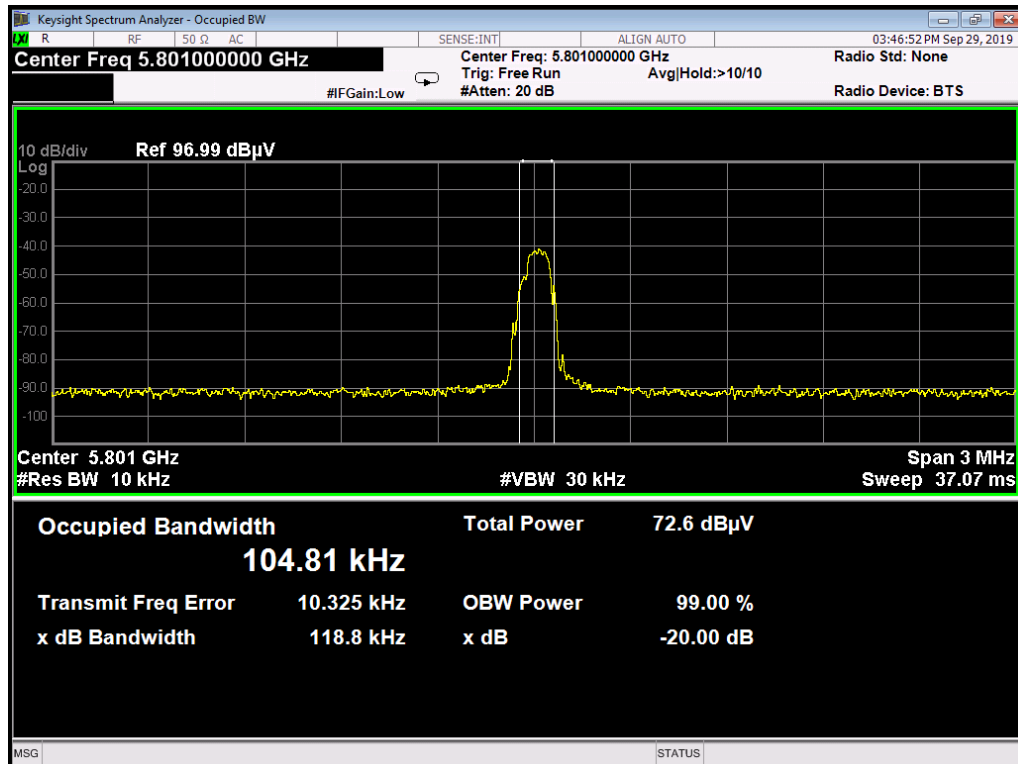 Keysight Spectrum Analyzer - Occupied BW
LXI R RF 50 Ω AC SENSE:INT ALIGN AUTO 03:46:52 PM Sep 29, 2019
Center Freq 5.801000000 GHz
Center Freq: 5.801000000 GHz Radio Std: None
Trig: Free Run Avg|Hold:>10/10
#IFGain:Low #Atten: 20 dB Radio Device: BTS
10 dB/div Ref 96.99 dBµV
Log
-20.0
-30.0
-40.0
-50.0
-60.0
-70.0
-80.0
-90.0
-100
Center 5.801 GHz Span 3 MHz
#Res BW 10 kHz #VBW 30 kHz Sweep 37.07 ms
Occupied Bandwidth Total Power 72.6 dBµV
104.81 kHz
Transmit Freq Error 10.325 kHz OBW Power 99.00 %
x dB Bandwidth 118.8 kHz x dB -20.00 dB
MSG STATUS